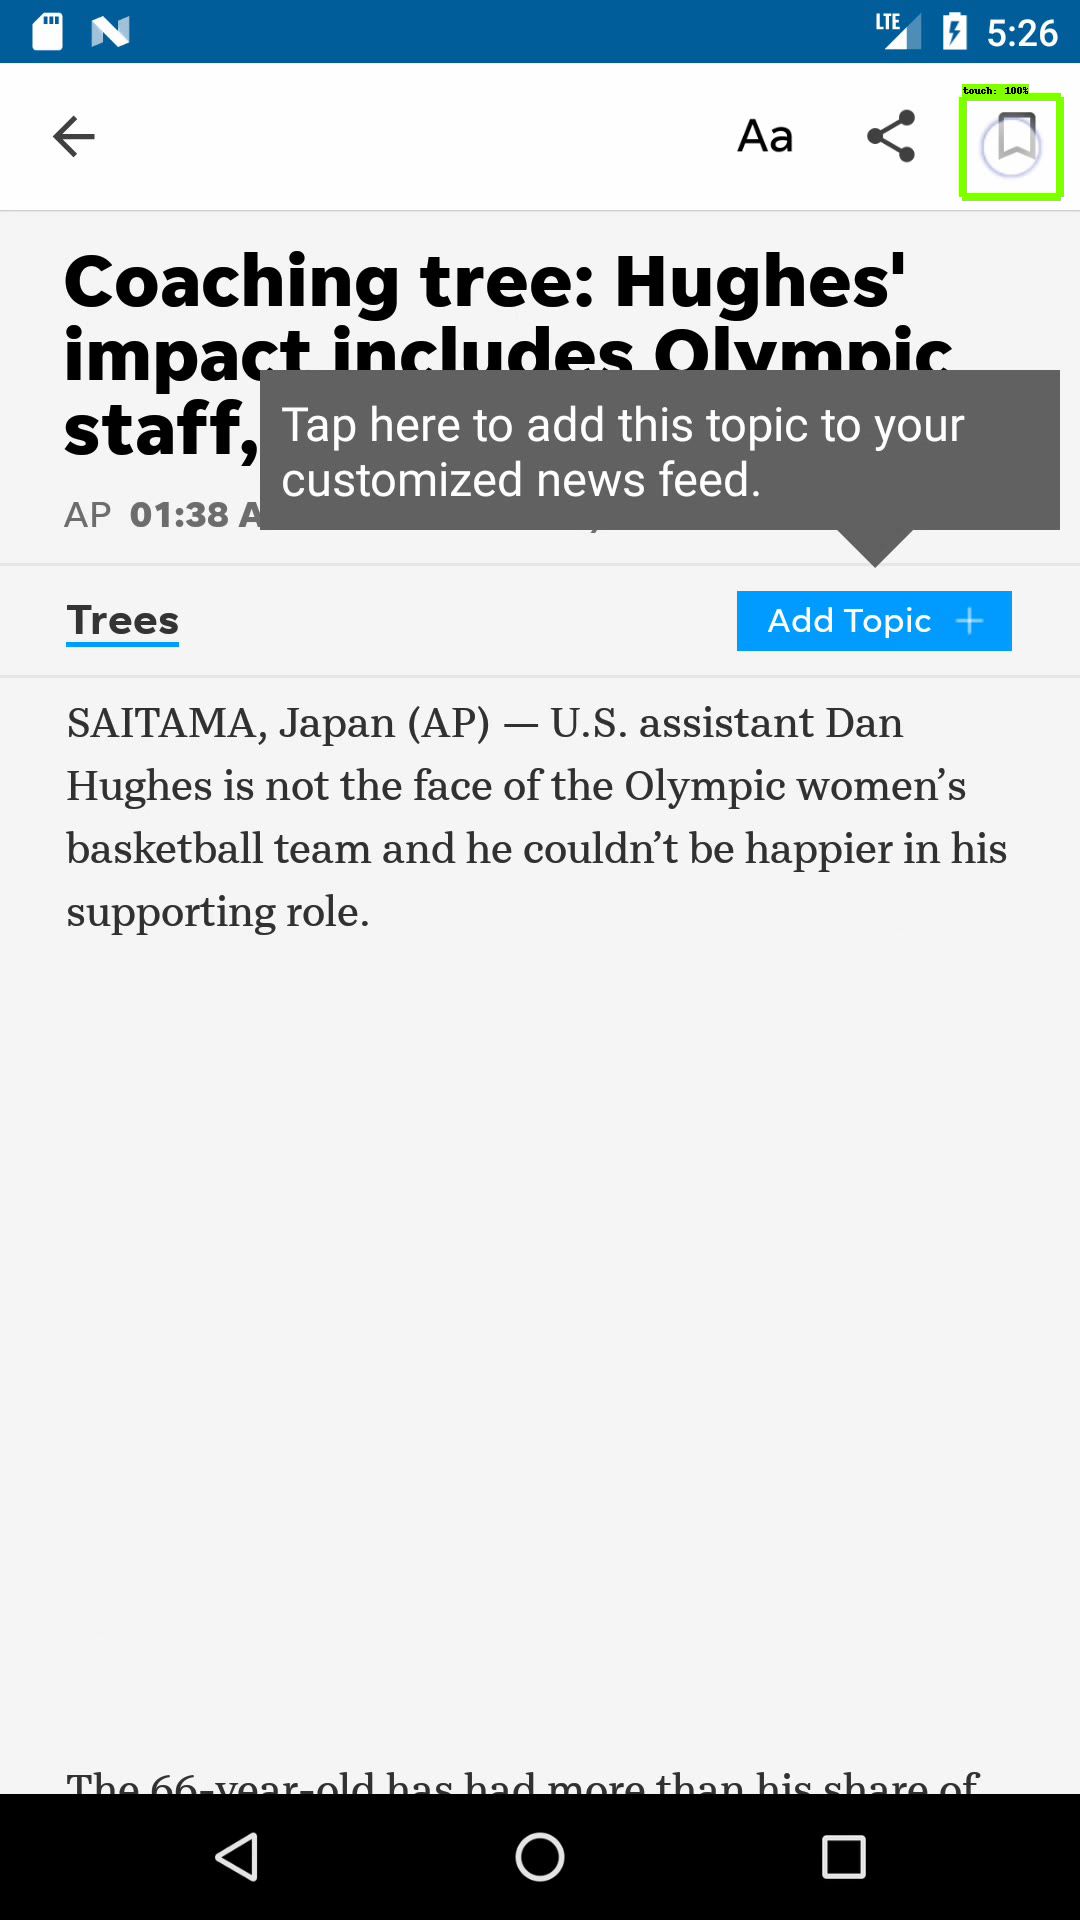 LTE 5:26
touch: 100%
Aa
Coaching tree: Hughes'
impact includes Olympic
staff,
Tap here to add this topic to your
customized news feed.
AP 01:38 A
Trees
Add Topic +
SAITAMA, Japan (AP) — U.S. assistant Dan
Hughes is not the face of the Olympic women’s
basketball team and he couldn’t be happier in his
supporting role.
The 66-year-old has had more than his share of